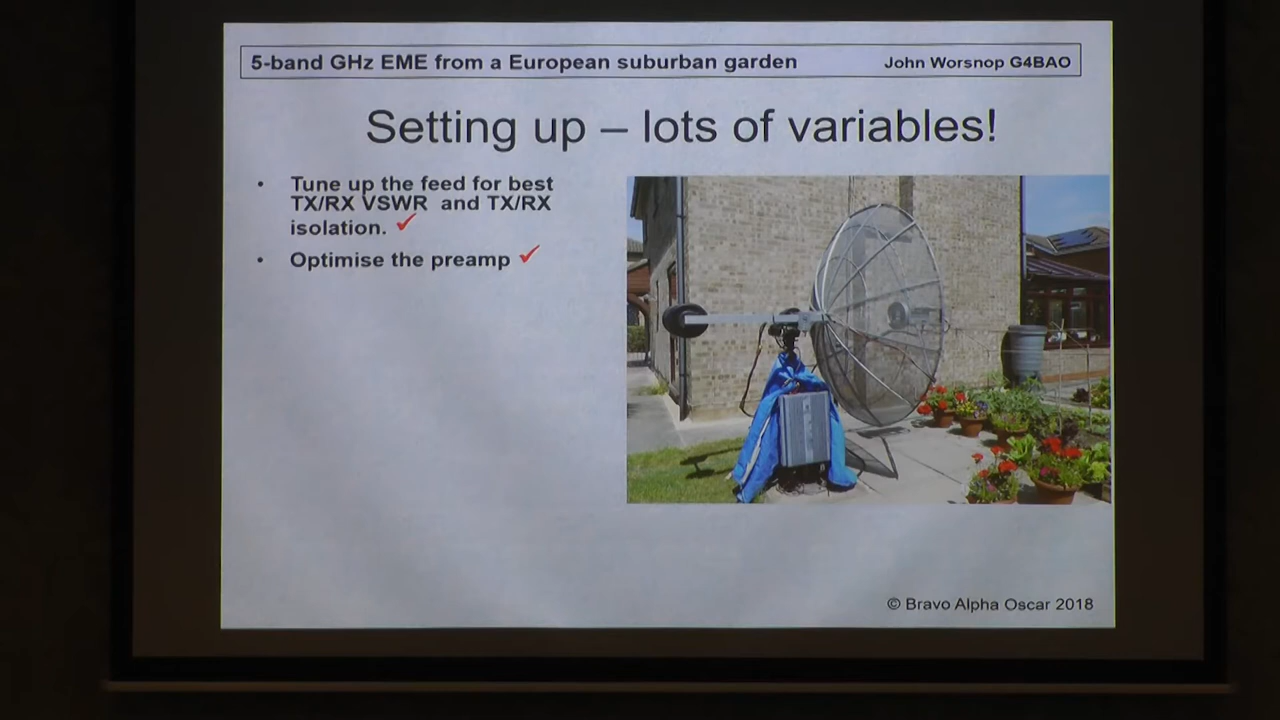 5-band GHz EME from a European suburban garden John Worsnop G4BAO
Setting up – lots of variables!
• Tune up the feed for best
TX/RX VSWR and TX/RX
isolation. ✓
• Optimise the preamp ✓
© Bravo Alpha Oscar 2018